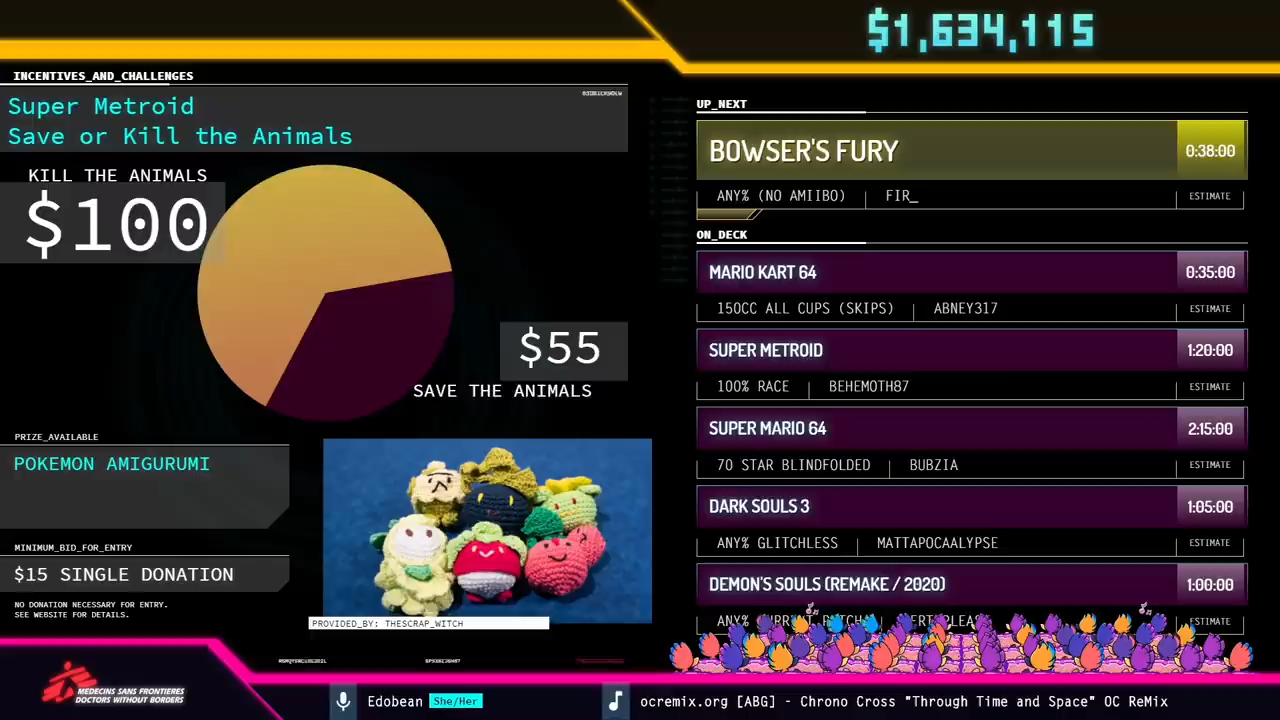 $1,634,115
INCENTIVES_AND_CHALLENGES
Super Metroid
Save or Kill the Animals
KILL THE ANIMALS
$100
$55
SAVE THE ANIMALS
PRIZE_AVAILABLE
POKEMON AMIGURUMI
MINIMUM_BID_FOR_ENTRY
$15 SINGLE DONATION
NO DONATION NECESSARY FOR ENTRY.
SEE WEBSITE FOR DETAILS.
PROVIDED_BY: THESCRAP_WITCH
UP_NEXT
BOWSER'S FURY 0:38:00
ANY% (NO AMIIBO) FIR_ ESTIMATE
ON_DECK
MARIO KART 64 0:35:00
150CC ALL CUPS (SKIPS) ABNEY317 ESTIMATE
SUPER METROID 1:20:00
100% RACE BEHEMOTH87 ESTIMATE
SUPER MARIO 64 2:15:00
70 STAR BLINDFOLDED BUBZIA ESTIMATE
DARK SOULS 3 1:05:00
ANY% GLITCHLESS MATTAPOCAALYPSE ESTIMATE
DEMON'S SOULS (REMAKE / 2020) 1:00:00
ANY% ESTIMATE
MEDECINS SANS FRONTIERES
DOCTORS WITHOUT BORDERS
Edobean She/Her
ocremix.org [ABG] - Chrono Cross "Through Time and Space" OC ReMix